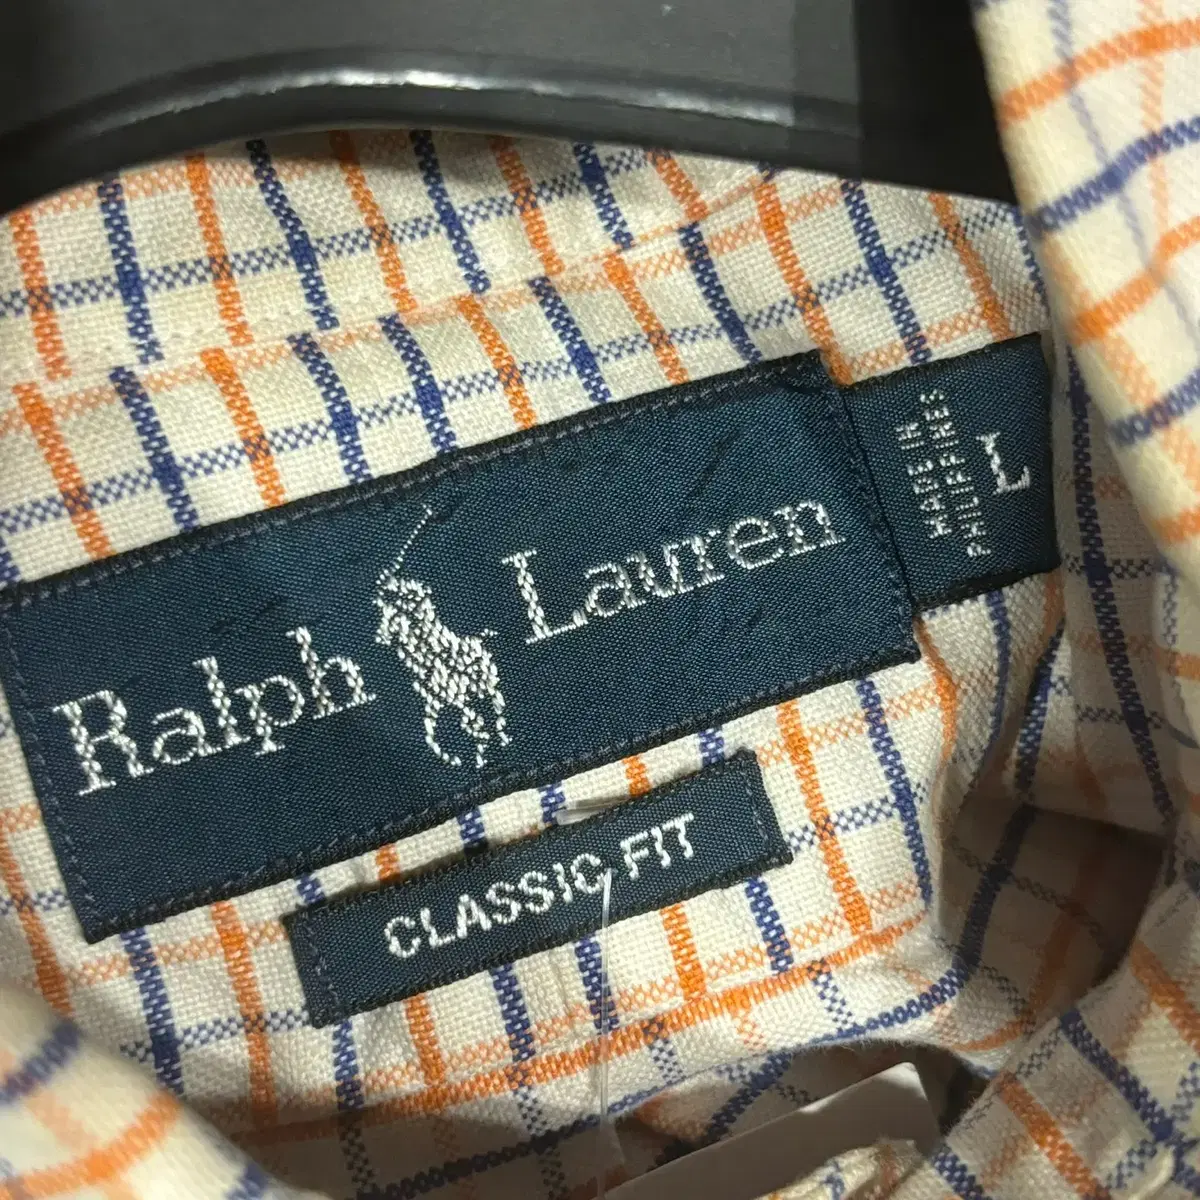 Ralph Lauren
MADE IN
PHILIPPINES
L
CLASSIC FIT